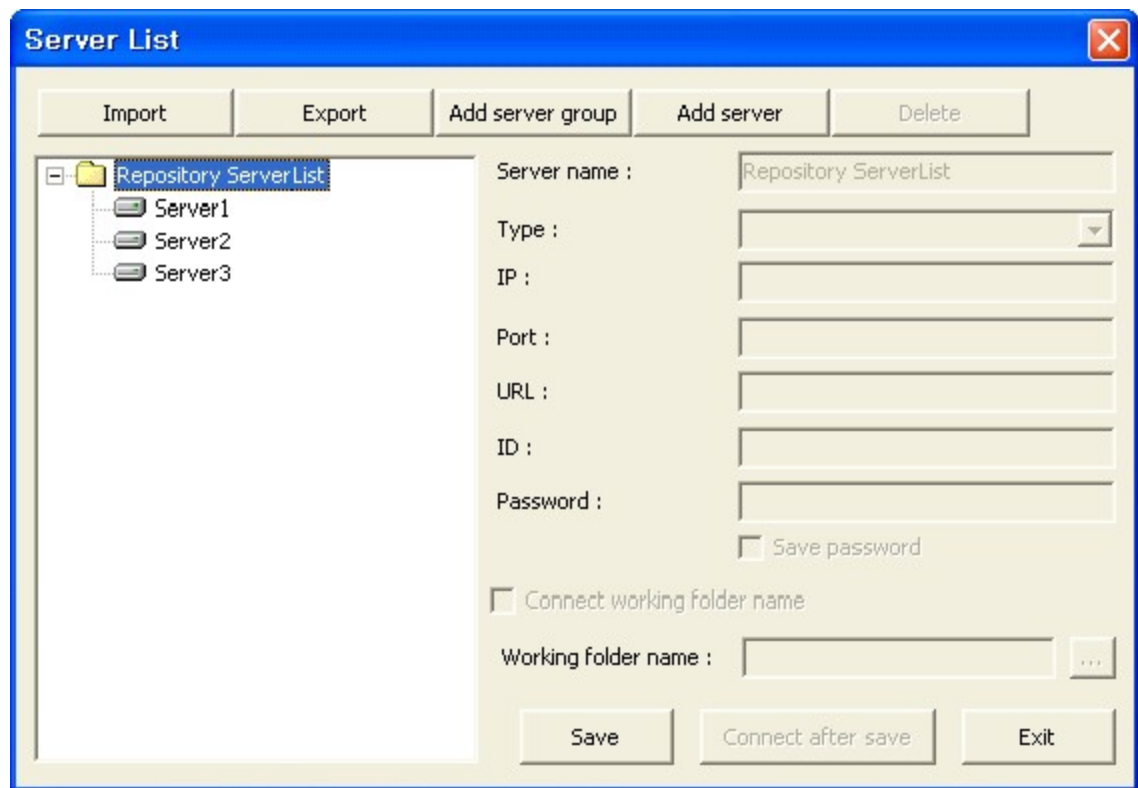 Server List
Import Export Add server group Add server Delete
Repository ServerList
Server1
Server2
Server3
Server name : Repository ServerList
Type :
IP :
Port :
URL :
ID :
Password :
Save password
Connect working folder name
Working folder name : ...
Save Connect after save Exit